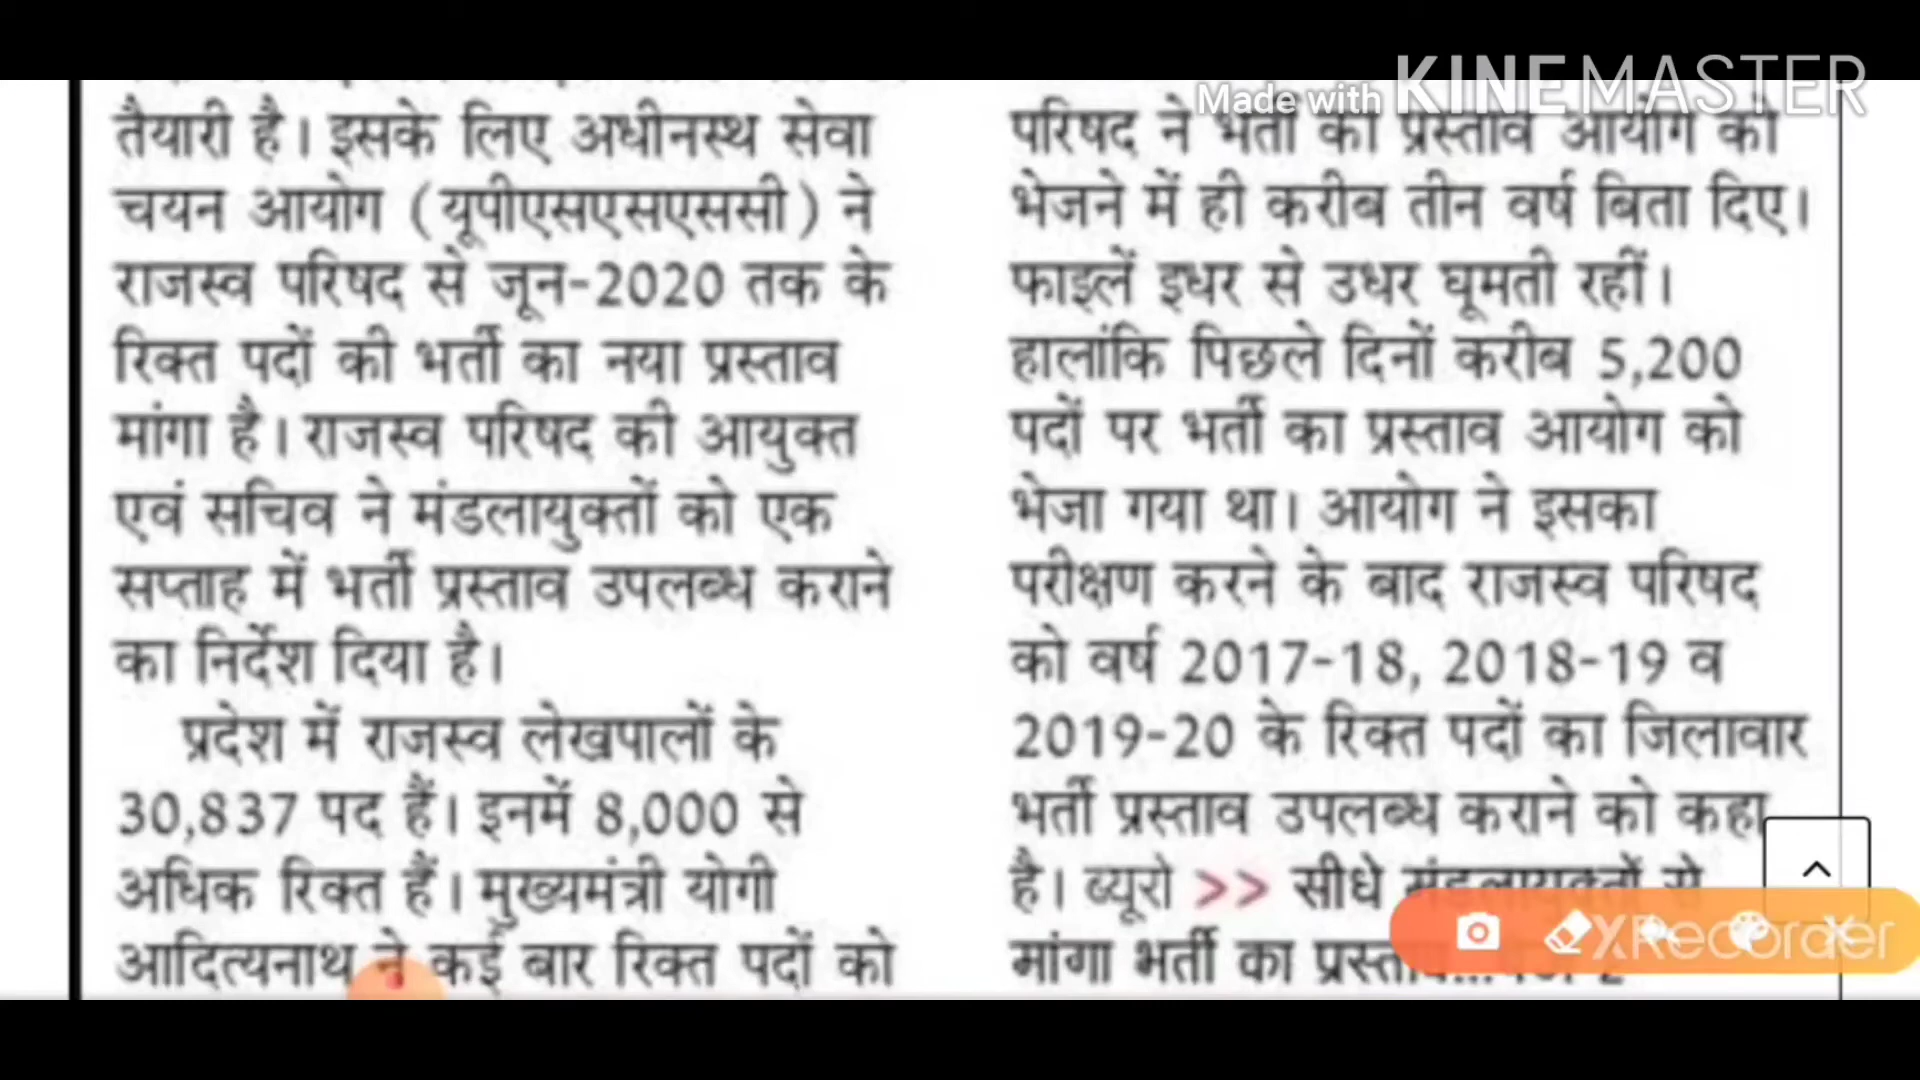 Made with KINEMASTER
तैयारी है। इसके लिए अधीनस्थ सेवा
चयन आयोग (यूपीएसएसएससी) ने
राजस्व परिषद से जून-2020 तक के
रिक्त पदों की भर्ती का नया प्रस्ताव
मांगा है। राजस्व परिषद की आयुक्त
एवं सचिव ने मंडलायुक्तों को एक
सप्ताह में भर्ती प्रस्ताव उपलब्ध कराने
का निर्देश दिया है।
प्रदेश में राजस्व लेखपालों के
30,837 पद हैं। इनमें 8,000 से
अधिक रिक्त हैं। मुख्यमंत्री योगी
आदित्यनाथ ने कई बार रिक्त पदों को
परिषद ने भर्ती का प्रस्ताव आयोग को
भेजने में ही करीब तीन वर्ष बिता दिए।
फाइलें इधर से उधर घूमती रहीं।
हालांकि पिछले दिनों करीब 5,200
पदों पर भर्ती का प्रस्ताव आयोग को
भेजा गया था। आयोग ने इसका
परीक्षण करने के बाद राजस्व परिषद
को वर्ष 2017-18, 2018-19 व
2019-20 के रिक्त पदों का जिलावार
भर्ती प्रस्ताव उपलब्ध कराने को कहा
है। ब्यूरो >> सीधे मंडलायुक्तों से
मांगा भर्ती का
XRecorder